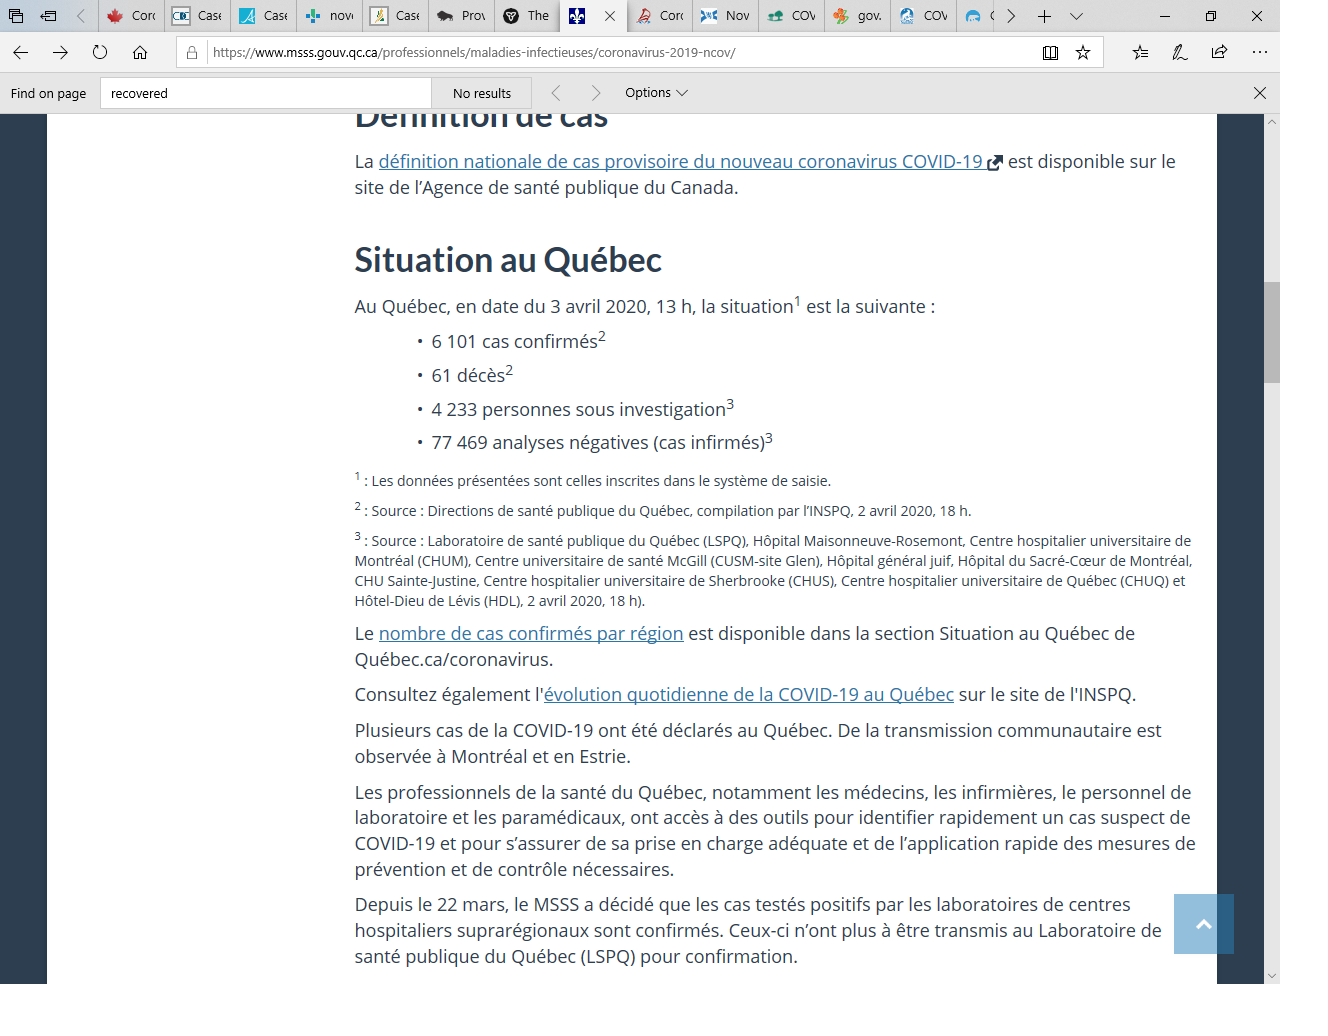 Corc
Case
Case
nove
Case
Prov
The
Corc
Nov
COV
gov.
COV
https://www.msss.gouv.qc.ca/professionnels/maladies-infectieuses/coronavirus-2019-ncov/
Find on page
recovered
No results
Options
Définition de cas
La définition nationale de cas provisoire du nouveau coronavirus COVID-19 est disponible sur le
site de l’Agence de santé publique du Canada.
Situation au Québec
Au Québec, en date du 3 avril 2020, 13 h, la situation1 est la suivante :
• 6 101 cas confirmés2
• 61 décès2
• 4 233 personnes sous investigation3
• 77 469 analyses négatives (cas infirmés)3
1 : Les données présentées sont celles inscrites dans le système de saisie.
2 : Source : Directions de santé publique du Québec, compilation par l’INSPQ, 2 avril 2020, 18 h.
3 : Source : Laboratoire de santé publique du Québec (LSPQ), Hôpital Maisonneuve-Rosemont, Centre hospitalier universitaire de
Montréal (CHUM), Centre universitaire de santé McGill (CUSM-site Glen), Hôpital général juif, Hôpital du Sacré-Cœur de Montréal,
CHU Sainte-Justine, Centre hospitalier universitaire de Sherbrooke (CHUS), Centre hospitalier universitaire de Québec (CHUQ) et
Hôtel-Dieu de Lévis (HDL), 2 avril 2020, 18 h).
Le nombre de cas confirmés par région est disponible dans la section Situation au Québec de
Québec.ca/coronavirus.
Consultez également l'évolution quotidienne de la COVID-19 au Québec sur le site de l'INSPQ.
Plusieurs cas de la COVID-19 ont été déclarés au Québec. De la transmission communautaire est
observée à Montréal et en Estrie.
Les professionnels de la santé du Québec, notamment les médecins, les infirmières, le personnel de
laboratoire et les paramédicaux, ont accès à des outils pour identifier rapidement un cas suspect de
COVID-19 et pour s’assurer de sa prise en charge adéquate et de l’application rapide des mesures de
prévention et de contrôle nécessaires.
Depuis le 22 mars, le MSSS a décidé que les cas testés positifs par les laboratoires de centres
hospitaliers suprarégionaux sont confirmés. Ceux-ci n’ont plus à être transmis au Laboratoire de
santé publique du Québec (LSPQ) pour confirmation.